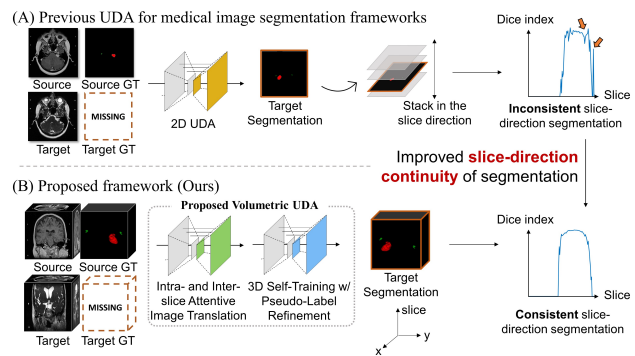 (A) Previous UDA for medical image segmentation frameworks
Source
Source GT
Target
MISSING
Target GT
2D UDA
Target
Segmentation
Stack in the
slice direction
Dice index
Slice
Inconsistent slice-
direction segmentation
Improved slice-direction
continuity of segmentation
(B) Proposed framework (Ours)
Source
Source GT
Target
MISSING
Target GT
Proposed Volumetric UDA
Intra- and Inter-
slice Attentive
Image Translation
3D Self-Training w/
Pseudo-Label
Refinement
Target
Segmentation
slice
y
x
Dice index
Slice
Consistent slice-
direction segmentation